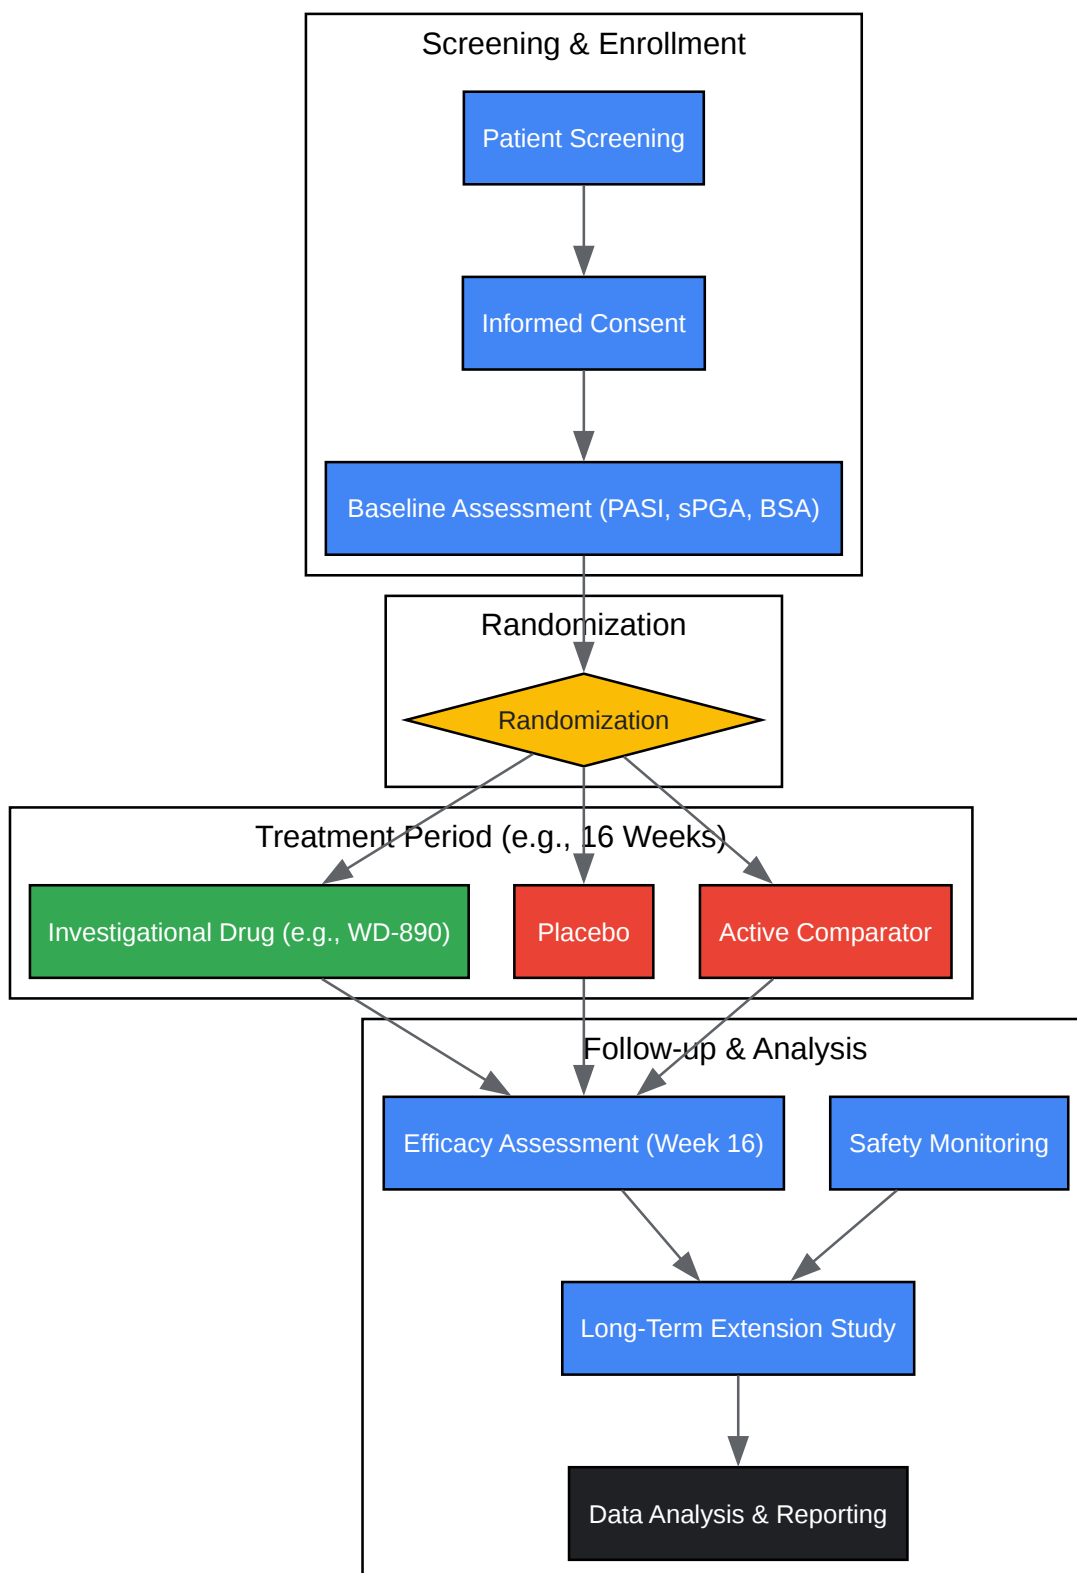 Screening & Enrollment
Patient Screening
Informed Consent
Baseline Assessment (PASI, sPGA, BSA)
Randomization
Randomization
Treatment Period (e.g., 16 Weeks)
Investigational Drug (e.g., WD-890)
Placebo
Active Comparator
Follow-up & Analysis
Efficacy Assessment (Week 16)
Safety Monitoring
Long-Term Extension Study
Data Analysis & Reporting